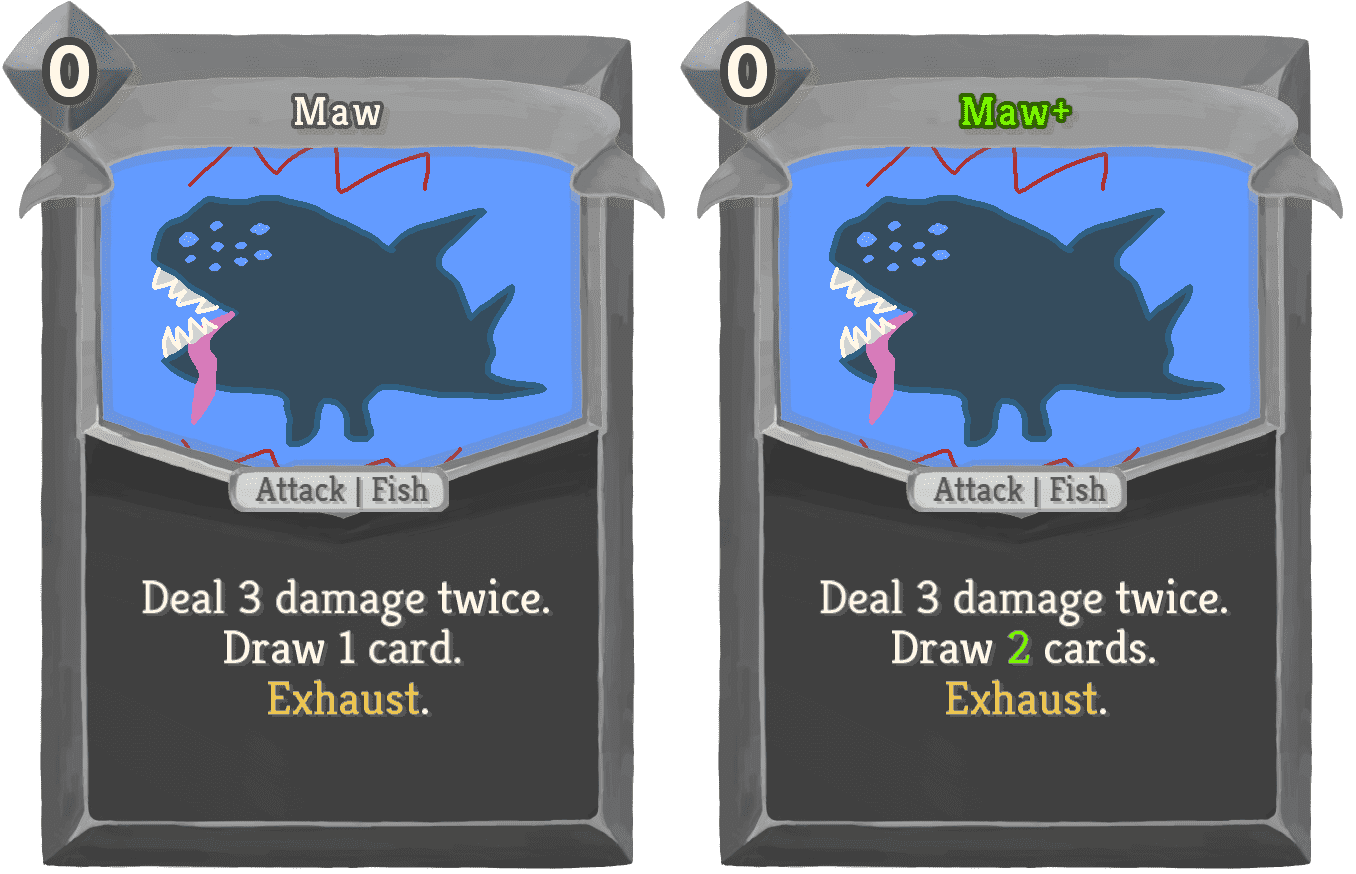 0
Maw
Attack | Fish
Deal 3 damage twice.
Draw 1 card.
Exhaust.
0
Maw+
Attack | Fish
Deal 3 damage twice.
Draw 2 cards.
Exhaust.